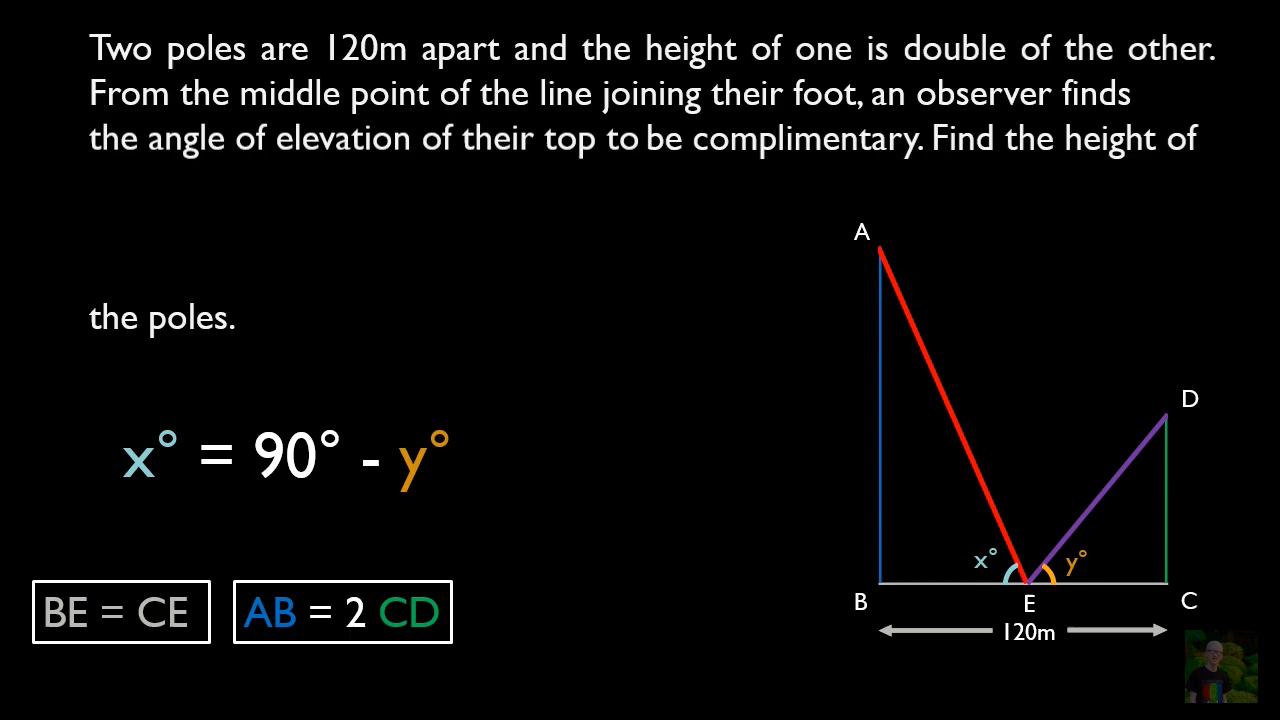 Two poles are 120m apart and the height of one is double of the other.
From the middle point of the line joining their foot, an observer finds
the angle of elevation of their top to be complimentary. Find the height of
the poles.
x° = 90° - y°
BE = CE
AB = 2 CD
A
D
x°
y°
B
E
C
120m